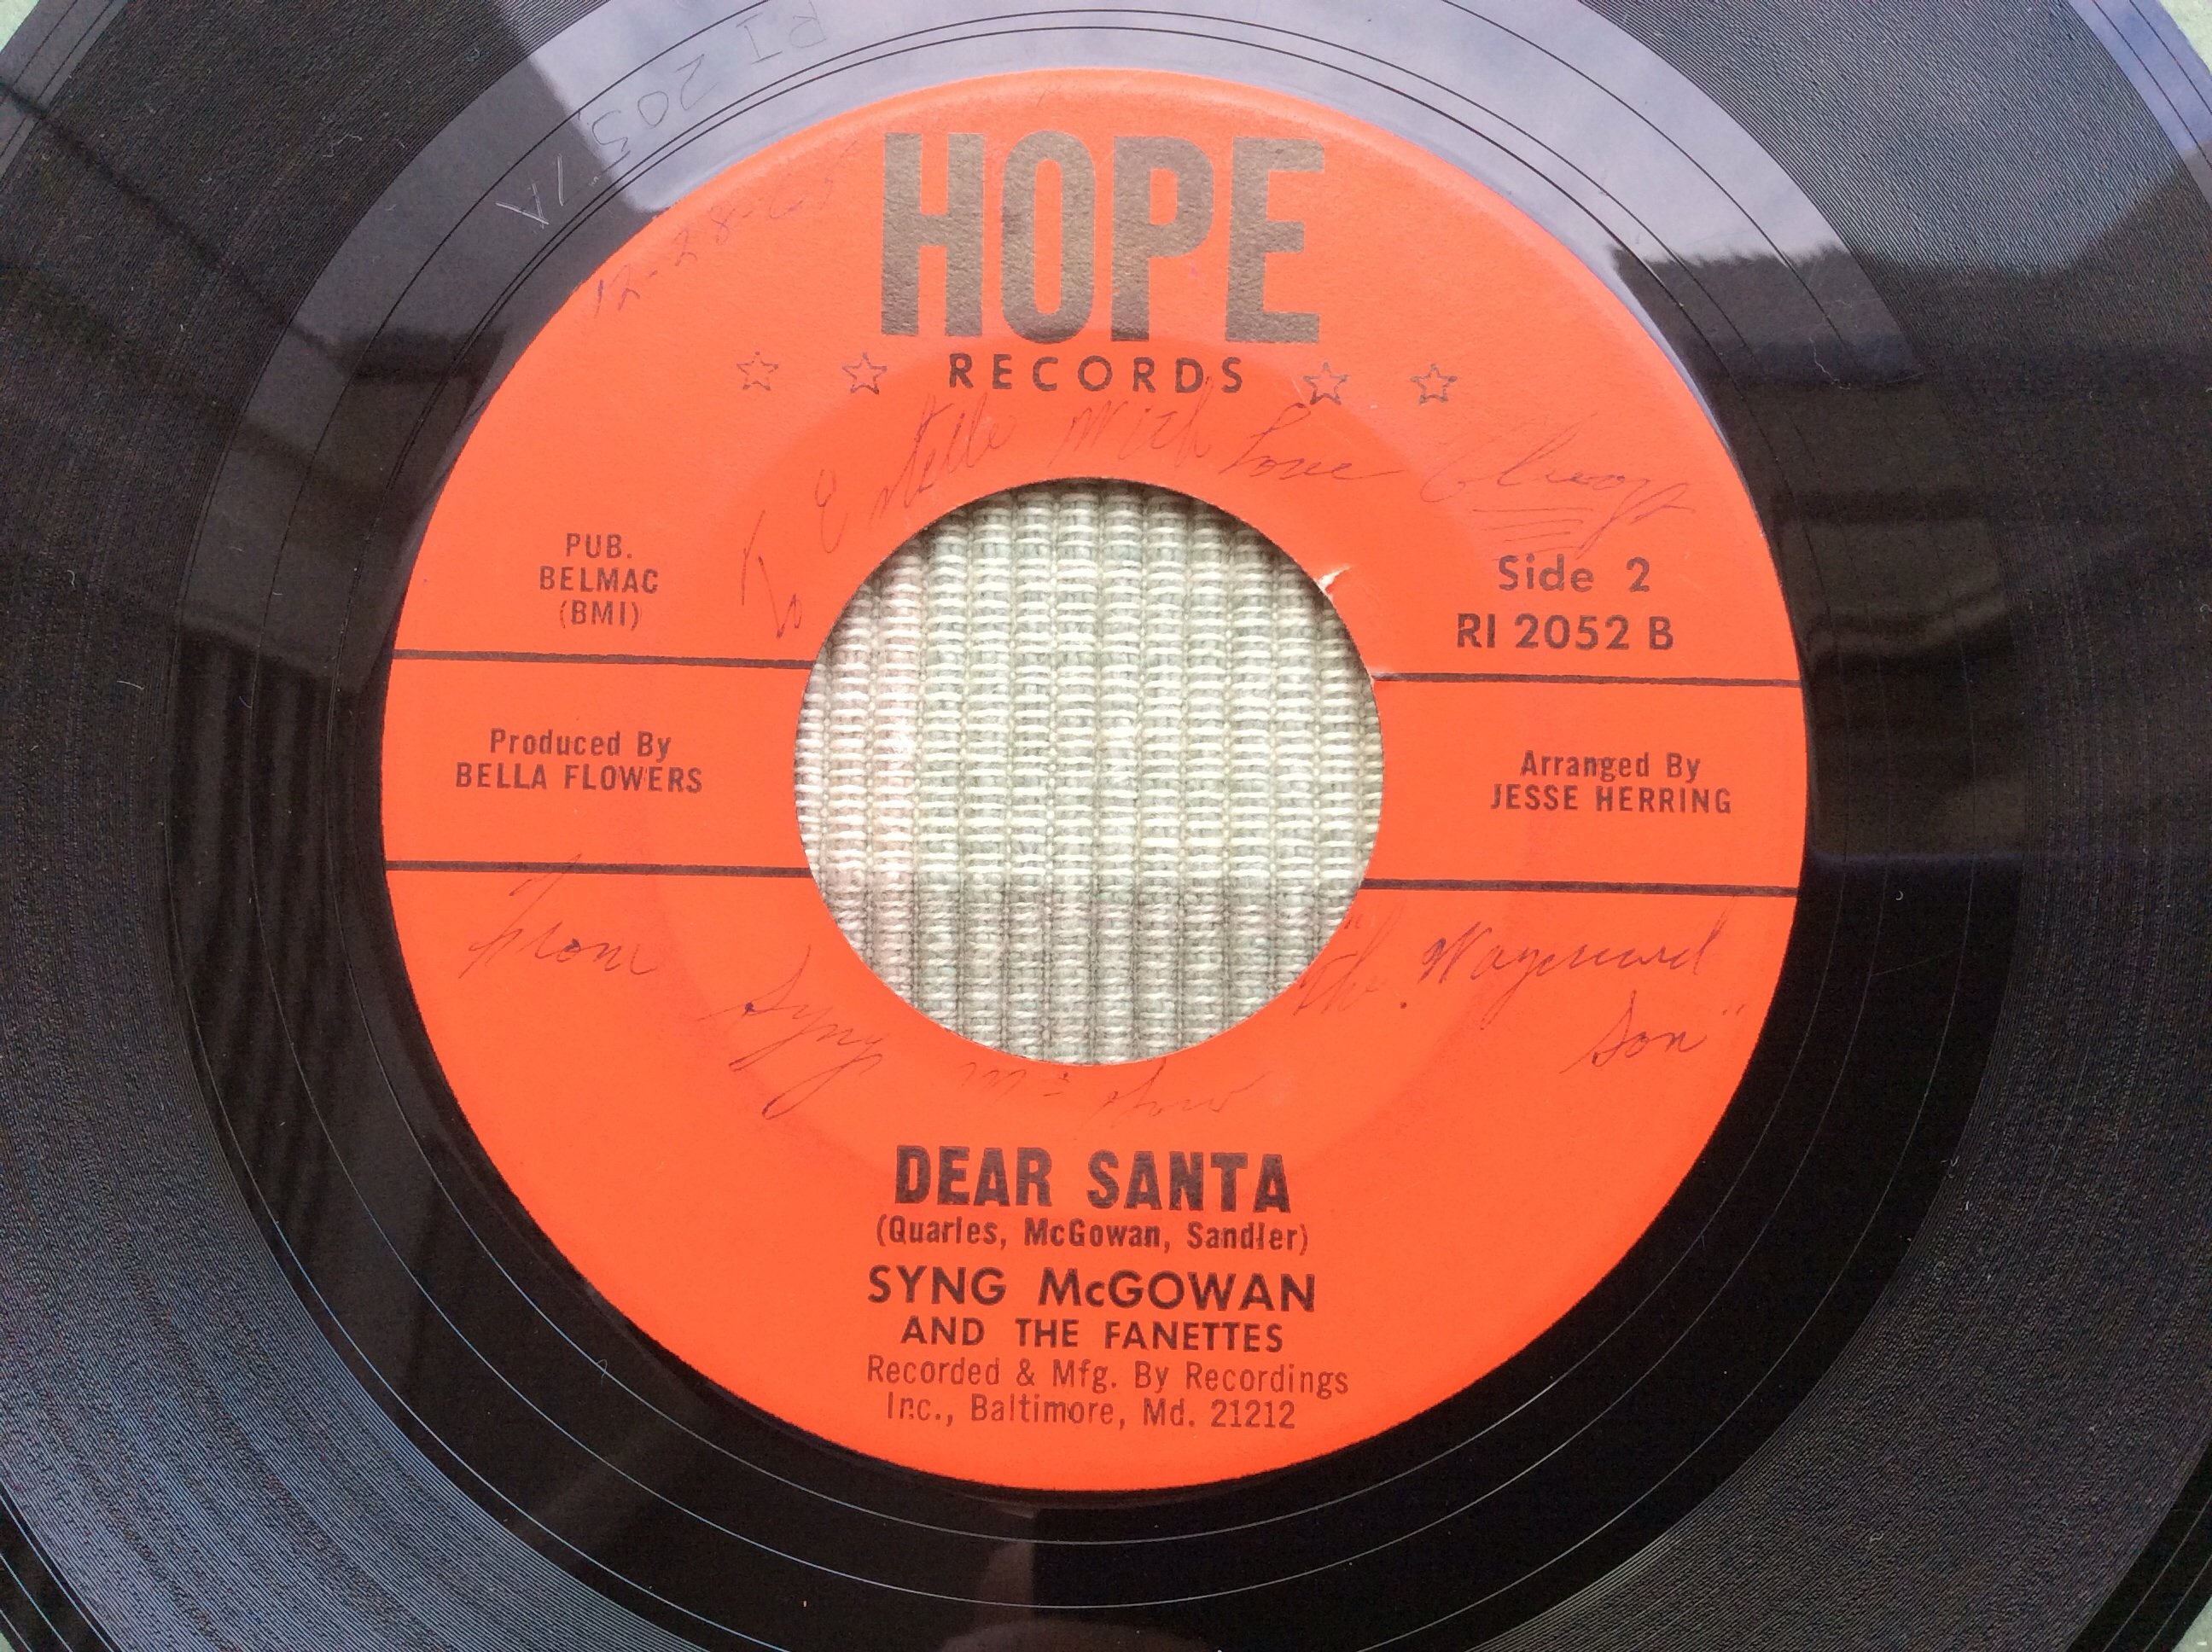 12-28-65
HOPE
RECORDS
To Estelle With Love Always
PUB.
BELMAC
(BMI)
Side 2
RI 2052 B
Produced By
BELLA FLOWERS
Arranged By
JESSE HERRING
From Syng "The Wayward
Son"
DEAR SANTA
(Quarles, McGowan, Sandler)
SYNG McGOWAN
AND THE FANETTES
Recorded & Mfg. By Recordings
Inc., Baltimore, Md. 21212